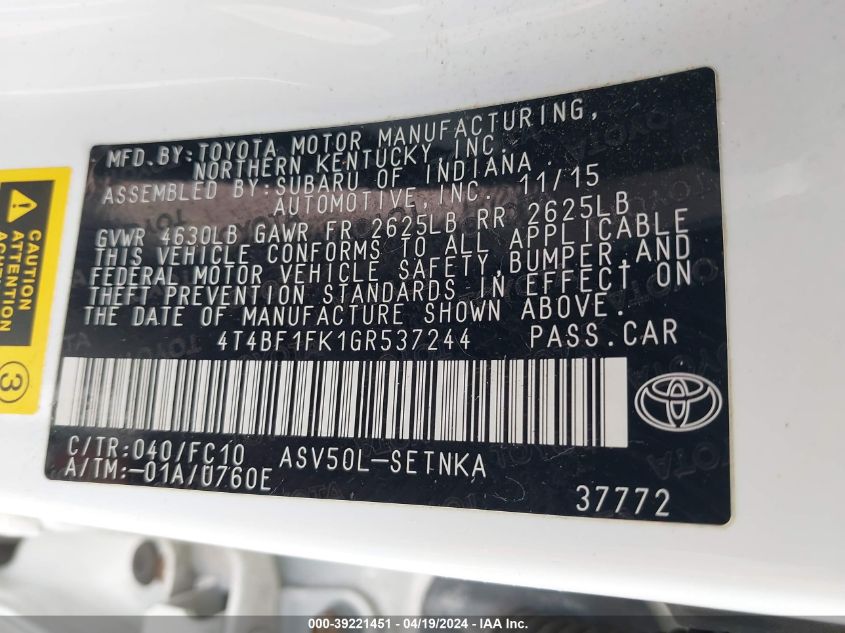 MFD.BY:TOYOTA MOTOR MANUFACTURING,
NORTHERN KENTUCKY,INC.
ASSEMBLED BY:SUBARU OF INDIANA
AUTOMOTIVE,INC. 11/15
GVWR 4630LB GAWR FR 2625LB RR 2625LB
THIS VEHICLE CONFORMS TO ALL APPLICABLE
FEDERAL MOTOR VEHICLE SAFETY,BUMPER,AND
THEFT PREVENTION STANDARDS IN EFFECT ON
THE DATE OF MANUFACTURE SHOWN ABOVE.
4T4BF1FK1GR537244 PASS.CAR
C/TR:040/FC10 ASV50L-SETNKA
A/TM:-01A/U760E
37772
CAUTION
ATTENTION
3
000-39221451 - 04/19/2024 - IAA Inc.